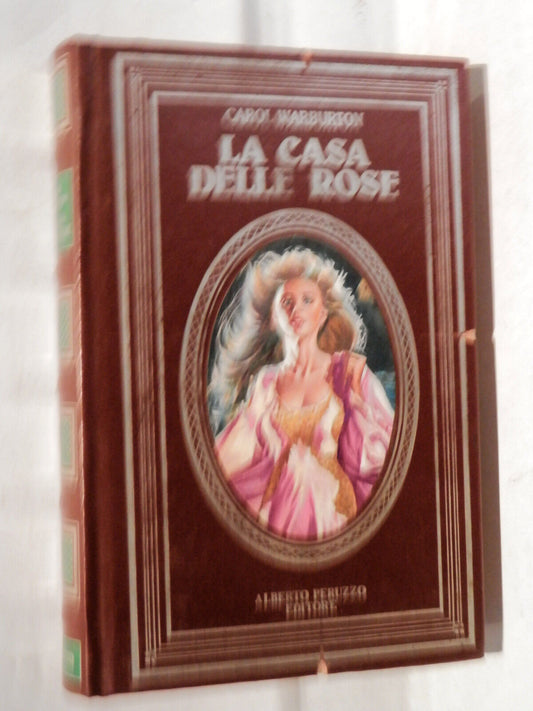 CAROL WARBURTON
LA CASA
DELLE ROSE
ALBERTO PERUZZO
EDITORE